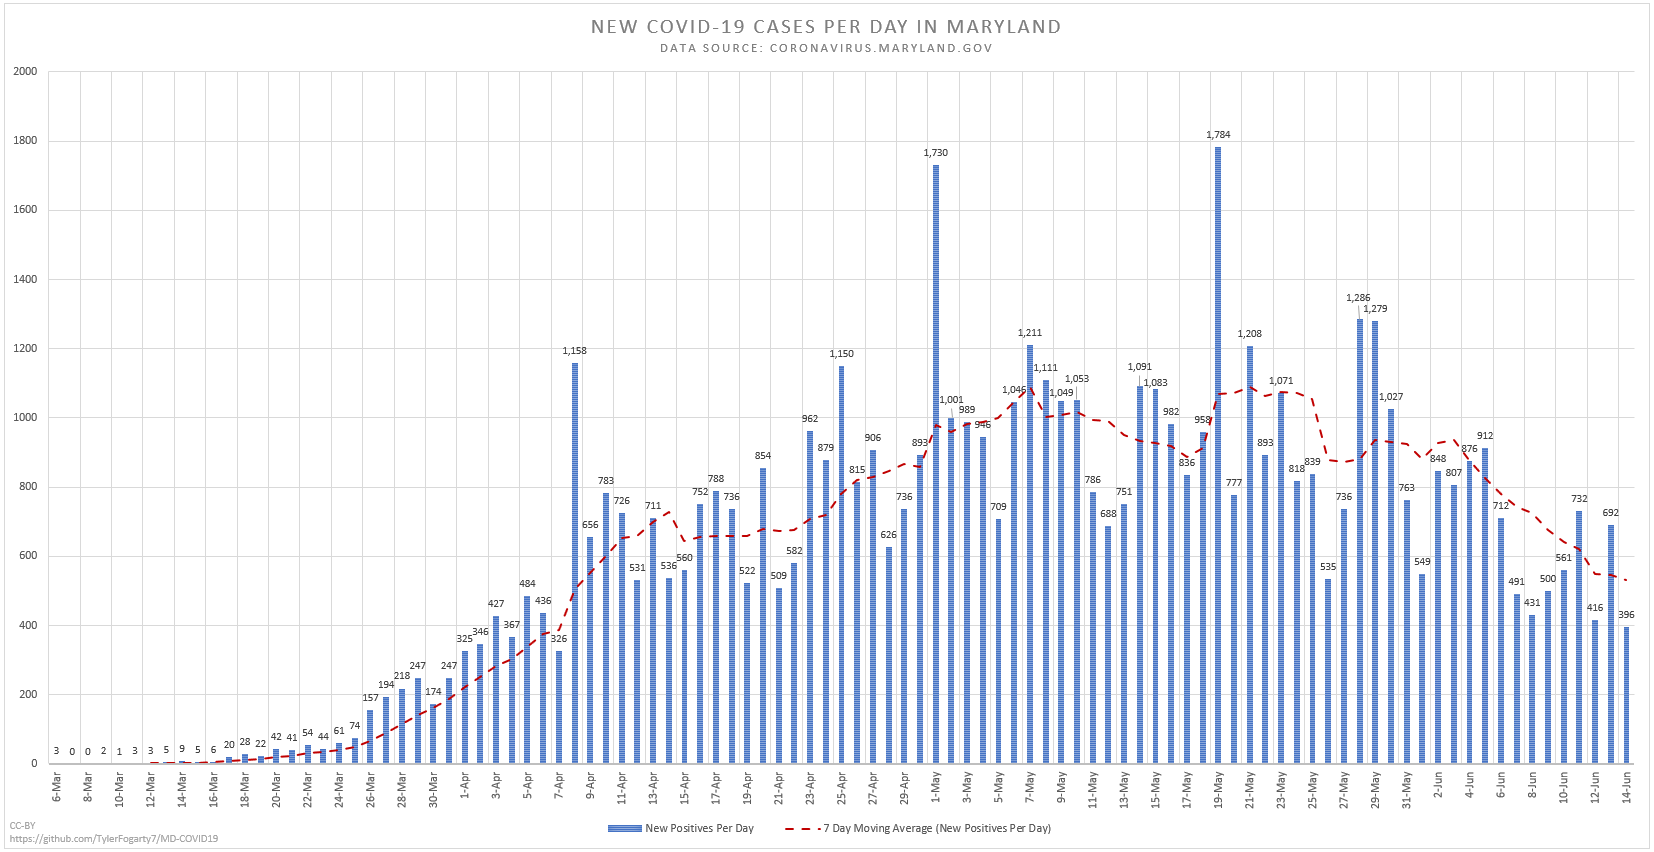 NEW COVID-19 CASES PER DAY IN MARYLAND
DATA SOURCE: CORONAVIRUS.MARYLAND.GOV
2000
1800
1600
1400
1200
1000
800
600
400
200
0
3 0 0 2 1 3 3 5 9 5 6 20 28 22 42 41 54 44 61 74 157 194 218 247 174 247 325 346 427 367 484 436 326 1,158 656 783 726 531 711 536 560 752 788 736 522 854 509 582 962 879 1,150 815 906 626 736 893 1,730 1,001 989 946 709 1,046 1,211 1,111 1,049 1,053 786 688 751 1,091 1,083 982 836 958 1,784 777 1,208 893 1,071 818 839 535 736 1,286 1,279 1,027 763 549 848 807 876 912 712 491 431 500 561 732 416 692 396
6-Mar 8-Mar 10-Mar 12-Mar 14-Mar 16-Mar 18-Mar 20-Mar 22-Mar 24-Mar 26-Mar 28-Mar 30-Mar 1-Apr 3-Apr 5-Apr 7-Apr 9-Apr 11-Apr 13-Apr 15-Apr 17-Apr 19-Apr 21-Apr 23-Apr 25-Apr 27-Apr 29-Apr 1-May 3-May 5-May 7-May 9-May 11-May 13-May 15-May 17-May 19-May 21-May 23-May 25-May 27-May 29-May 31-May 2-Jun 4-Jun 6-Jun 8-Jun 10-Jun 12-Jun 14-Jun
New Positives Per Day 7 Day Moving Average (New Positives Per Day)
CC-BY
https://github.com/TylerFogarty7/MD-COVID19